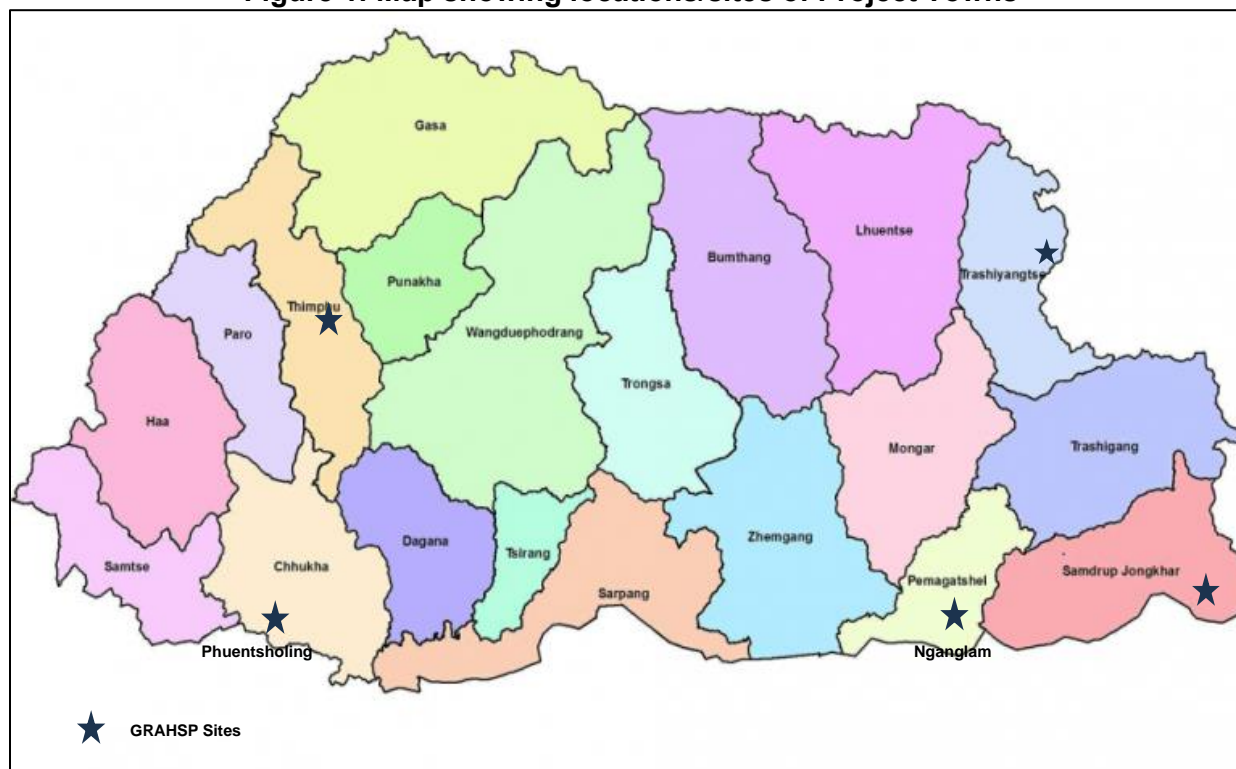 Figure 1: Map showing locations/sites of Project Towns
Gasa
Lhuentse
Bumthang
Trashiyangtse
Punakha
Thimphu
Wangduephodrang
Paro
Trongsa
Haa
Mongar
Trashigang
Dagana
Tsirang
Zhemgang
Samtse
Chhukha
Sarpang
Pemagatshel
Samdrup Jongkhar
Phuentsholing
Nganglam
GRAHSP Sites